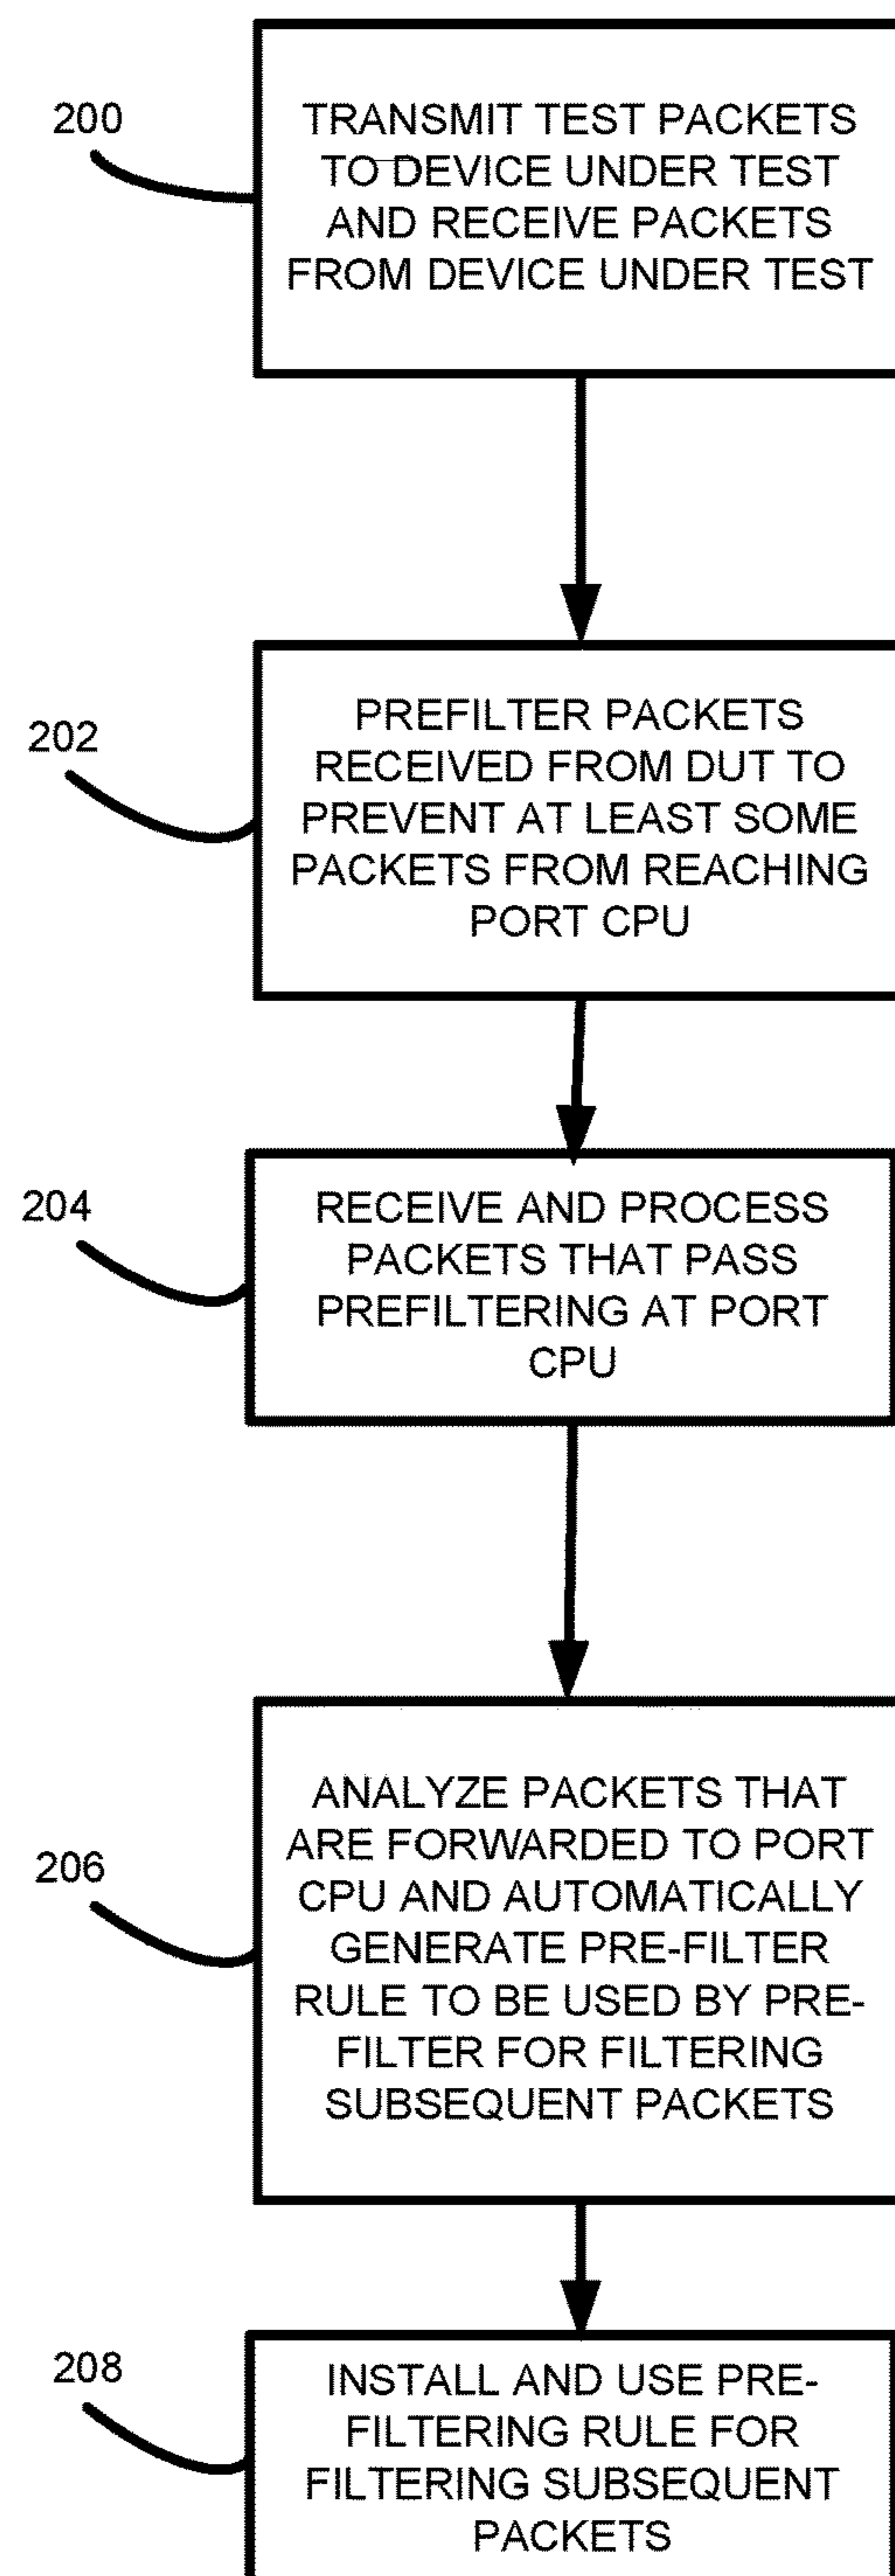 200
TRANSMIT TEST PACKETS
TO DEVICE UNDER TEST
AND RECEIVE PACKETS
FROM DEVICE UNDER TEST
202
PREFILTER PACKETS
RECEIVED FROM DUT TO
PREVENT AT LEAST SOME
PACKETS FROM REACHING
PORT CPU
204
RECEIVE AND PROCESS
PACKETS THAT PASS
PREFILTERING AT PORT
CPU
206
ANALYZE PACKETS THAT
ARE FORWARDED TO PORT
CPU AND AUTOMATICALLY
GENERATE PRE-FILTER
RULE TO BE USED BY PRE-
FILTER FOR FILTERING
SUBSEQUENT PACKETS
208
INSTALL AND USE PRE-
FILTERING RULE FOR
FILTERING SUBSEQUENT
PACKETS